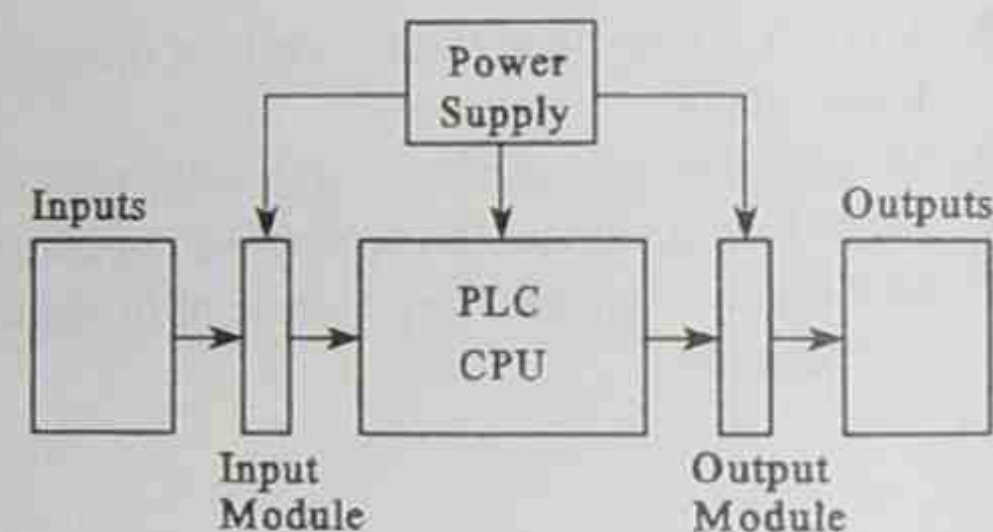 Power
Supply
Inputs
Outputs
PLC
CPU
Input
Module
Output
Module